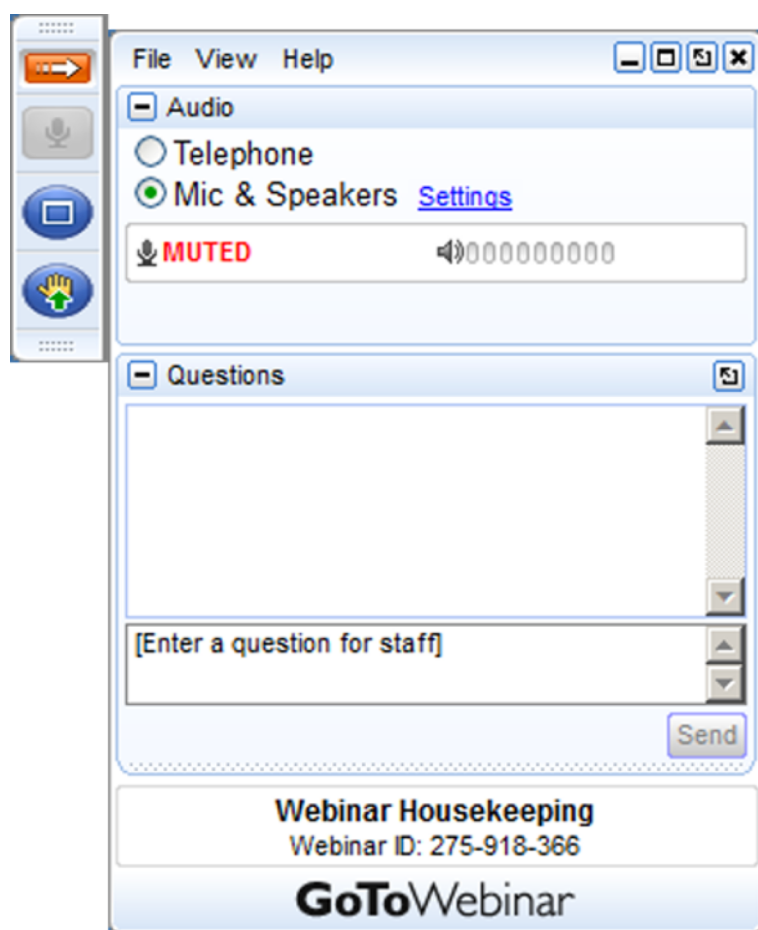 File View Help
Audio
Telephone
Mic & Speakers Settings
MUTED 000000000
Questions
[Enter a question for staff]
Send
Webinar Housekeeping
Webinar ID: 275-918-366
GoToWebinar